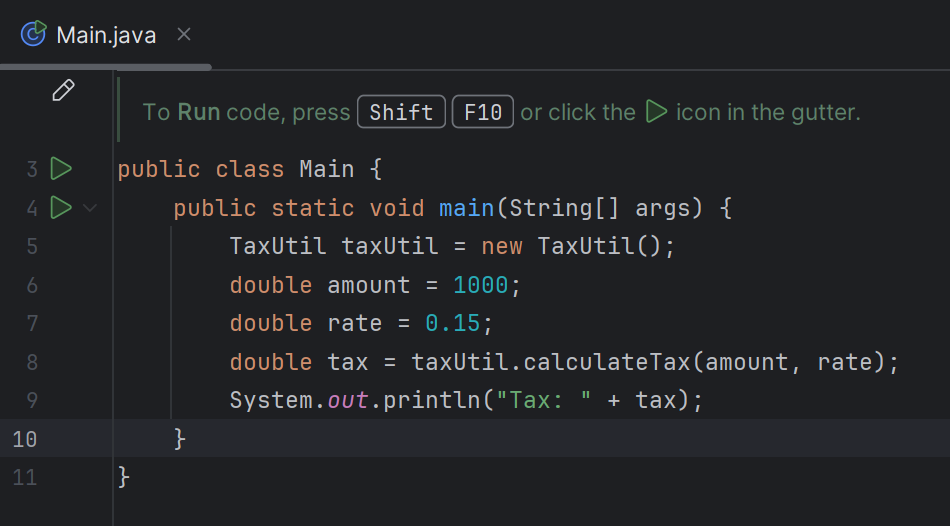 Main.java
To Run code, press Shift F10 or click the icon in the gutter.
3 public class Main {
4     public static void main(String[] args) {
5         TaxUtil taxUtil = new TaxUtil();
6         double amount = 1000;
7         double rate = 0.15;
8         double tax = taxUtil.calculateTax(amount, rate);
9         System.out.println("Tax: " + tax);
10     }
11 }